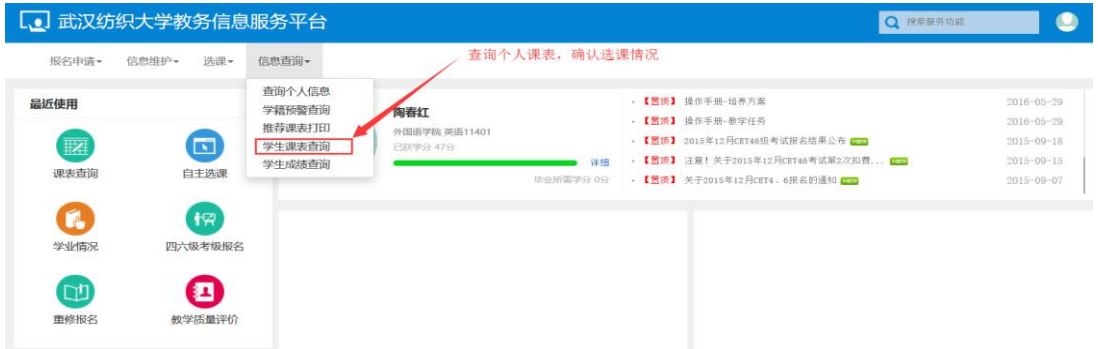 武汉纺织大学教务信息服务平台
搜索服务功能
报名申请 信息维护 选课 信息查询
查询个人课表，确认选课情况
查询个人信息
学籍预警查询
推荐课表打印
学生课表查询
学生成绩查询
最近使用
课表查询 自主选课
学业情况 四六级考级报名
重修报名 教学质量评价
陶春红
外国语学院 英语11401
已获学分 47分
详细
毕业所需学分 0分
【置顶】 操作手册-培养方案 2016-05-29
【置顶】 操作手册-教学任务 2016-05-29
【置顶】 2015年12月CET46级考试报名结果公布 NEW 2015-09-18
【置顶】 注意！关于2015年12月CET46考试第2次扣费... NEW 2015-09-15
【置顶】 关于2015年12月CET4、6报名的通知 NEW 2015-09-07